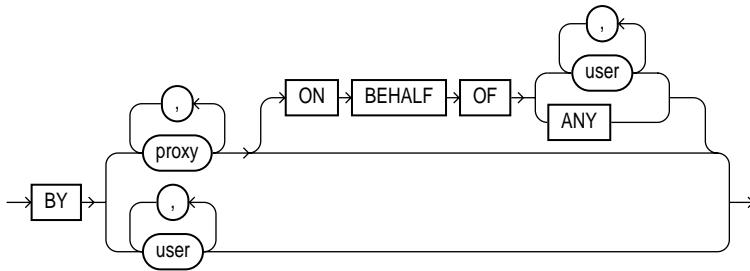 ,
user
ON BEHALF OF
ANY
,
proxy
BY
,
user